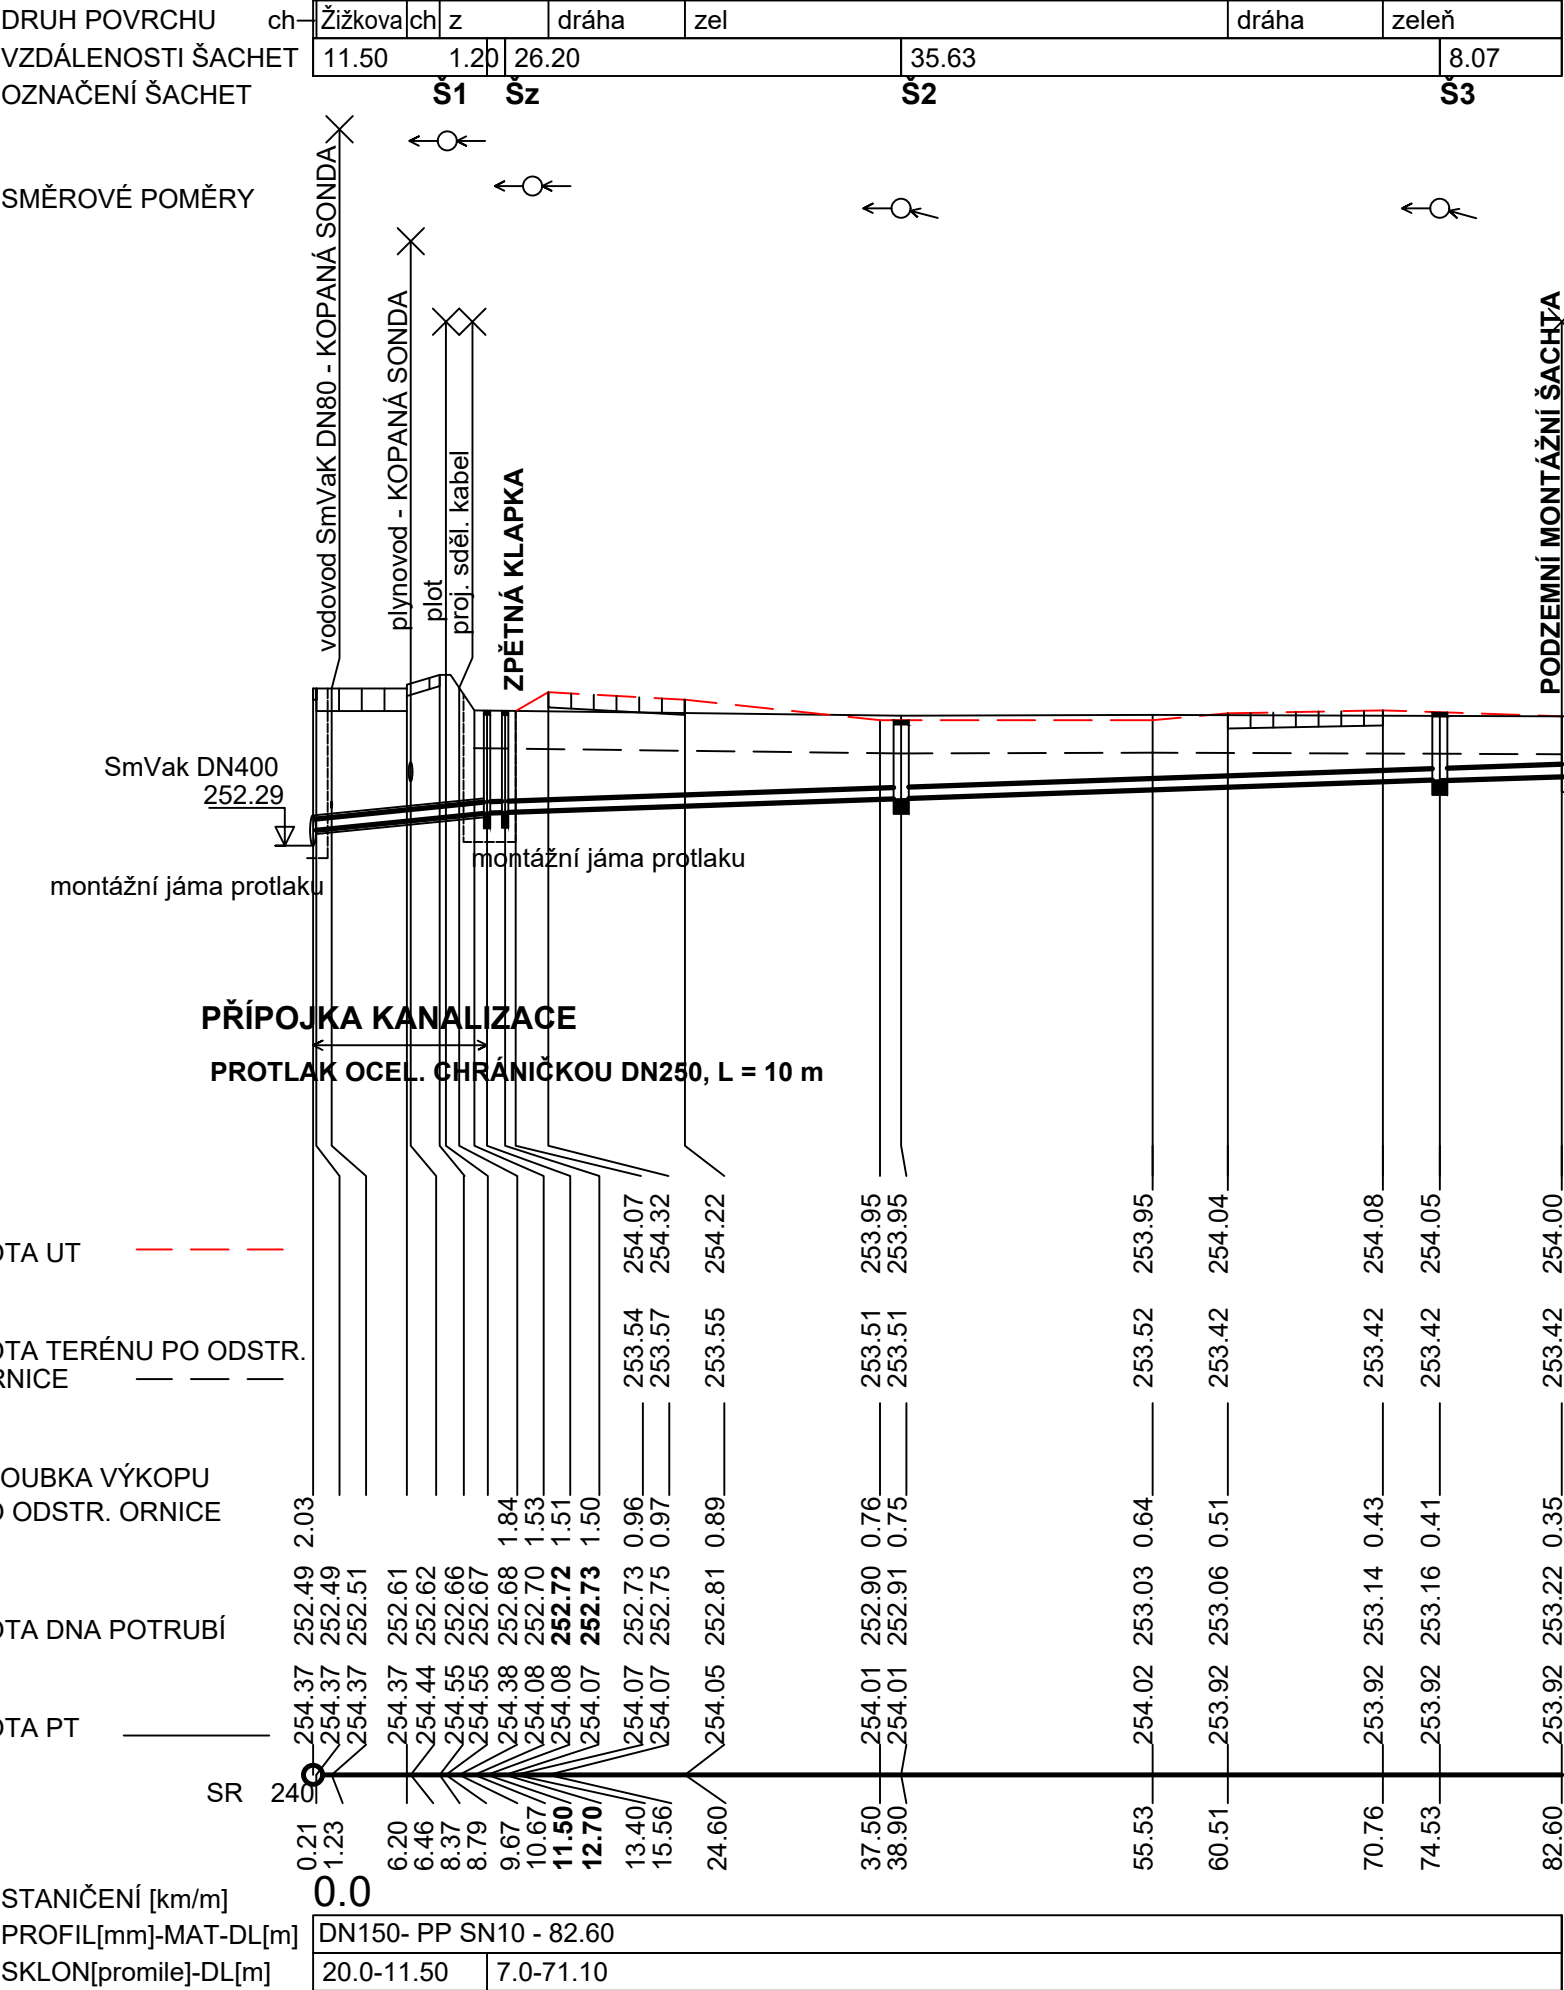 DRUH POVRCHU ch Žižkova ch z dráha zel dráha zeleň
VZDÁLENOSTI ŠACHET 11.50 1.20 26.20 35.63 8.07
OZNAČENÍ ŠACHET Š1 Šz Š2 Š3
SMĚROVÉ POMĚRY
vodovod SmVaK DN80 - KOPANÁ SONDA
plynovod - KOPANÁ SONDA
plot
proj. sděl. kabel
ZPĚTNÁ KLAPKA
PODZEMNÍ MONTÁŽNÍ ŠACHTA
SmVak DN400
252.29
montážní jáma protlaku
montážní jáma protlaku
PŘÍPOJKA KANALIZACE
PROTLAK OCEL. CHRÁNIČKOU DN250, L = 10 m
OTA UT 254.07 254.32 254.22 253.95 253.95 253.95 254.04 254.08 254.05 254.00
OTA TERÉNU PO ODSTR.
RNICE 253.54 253.57 253.55 253.51 253.51 253.52 253.42 253.42 253.42 253.42
OUBKA VÝKOPU
O ODSTR. ORNICE 2.03 1.84 1.53 1.51 1.50 0.96 0.97 0.89 0.76 0.75 0.64 0.51 0.43 0.41 0.35
OTA DNA POTRUBÍ 252.49 252.49 252.51 252.61 252.62 252.66 252.67 252.68 252.70 252.72 252.73 252.73 252.75 252.81 252.90 252.91 253.03 253.06 253.14 253.16 253.22
OTA PT 254.37 254.37 254.37 254.37 254.44 254.55 254.55 254.38 254.08 254.08 254.07 254.07 254.07 254.05 254.01 254.01 254.02 253.92 253.92 253.92 253.92
SR 240
0.21 1.23 6.20 6.46 8.37 8.79 9.67 10.67 11.50 12.70 13.40 15.56 24.60 37.50 38.90 55.53 60.51 70.76 74.53 82.60
STANIČENÍ [km/m] 0.0
PROFIL[mm]-MAT-DL[m] DN150- PP SN10 - 82.60
SKLON[promile]-DL[m] 20.0-11.50 7.0-71.10